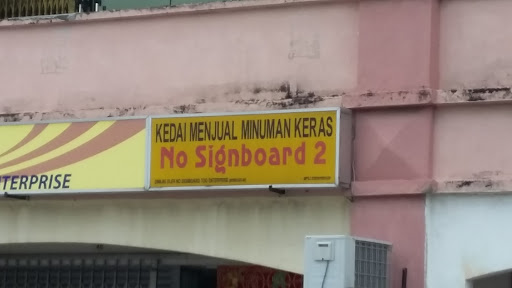 KEDAI MENJUAL MINUMAN KERAS
No Signboard 2
TERPRISE